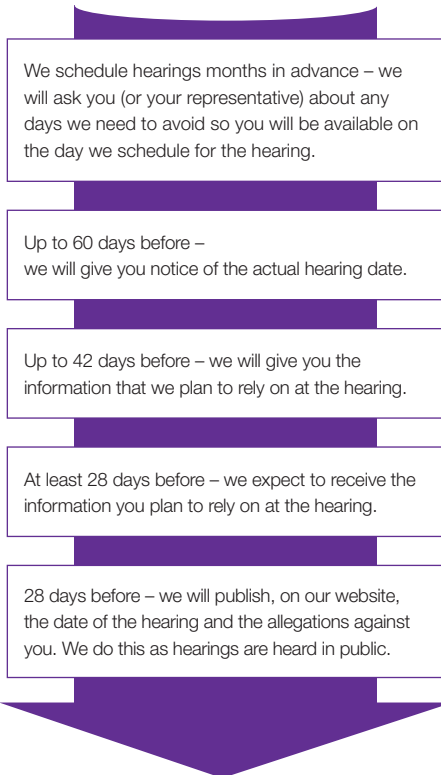 We schedule hearings months in advance – we
will ask you (or your representative) about any
days we need to avoid so you will be available on
the day we schedule for the hearing.
Up to 60 days before –
we will give you notice of the actual hearing date.
Up to 42 days before – we will give you the
information that we plan to rely on at the hearing.
At least 28 days before – we expect to receive the
information you plan to rely on at the hearing.
28 days before – we will publish, on our website,
the date of the hearing and the allegations against
you. We do this as hearings are heard in public.